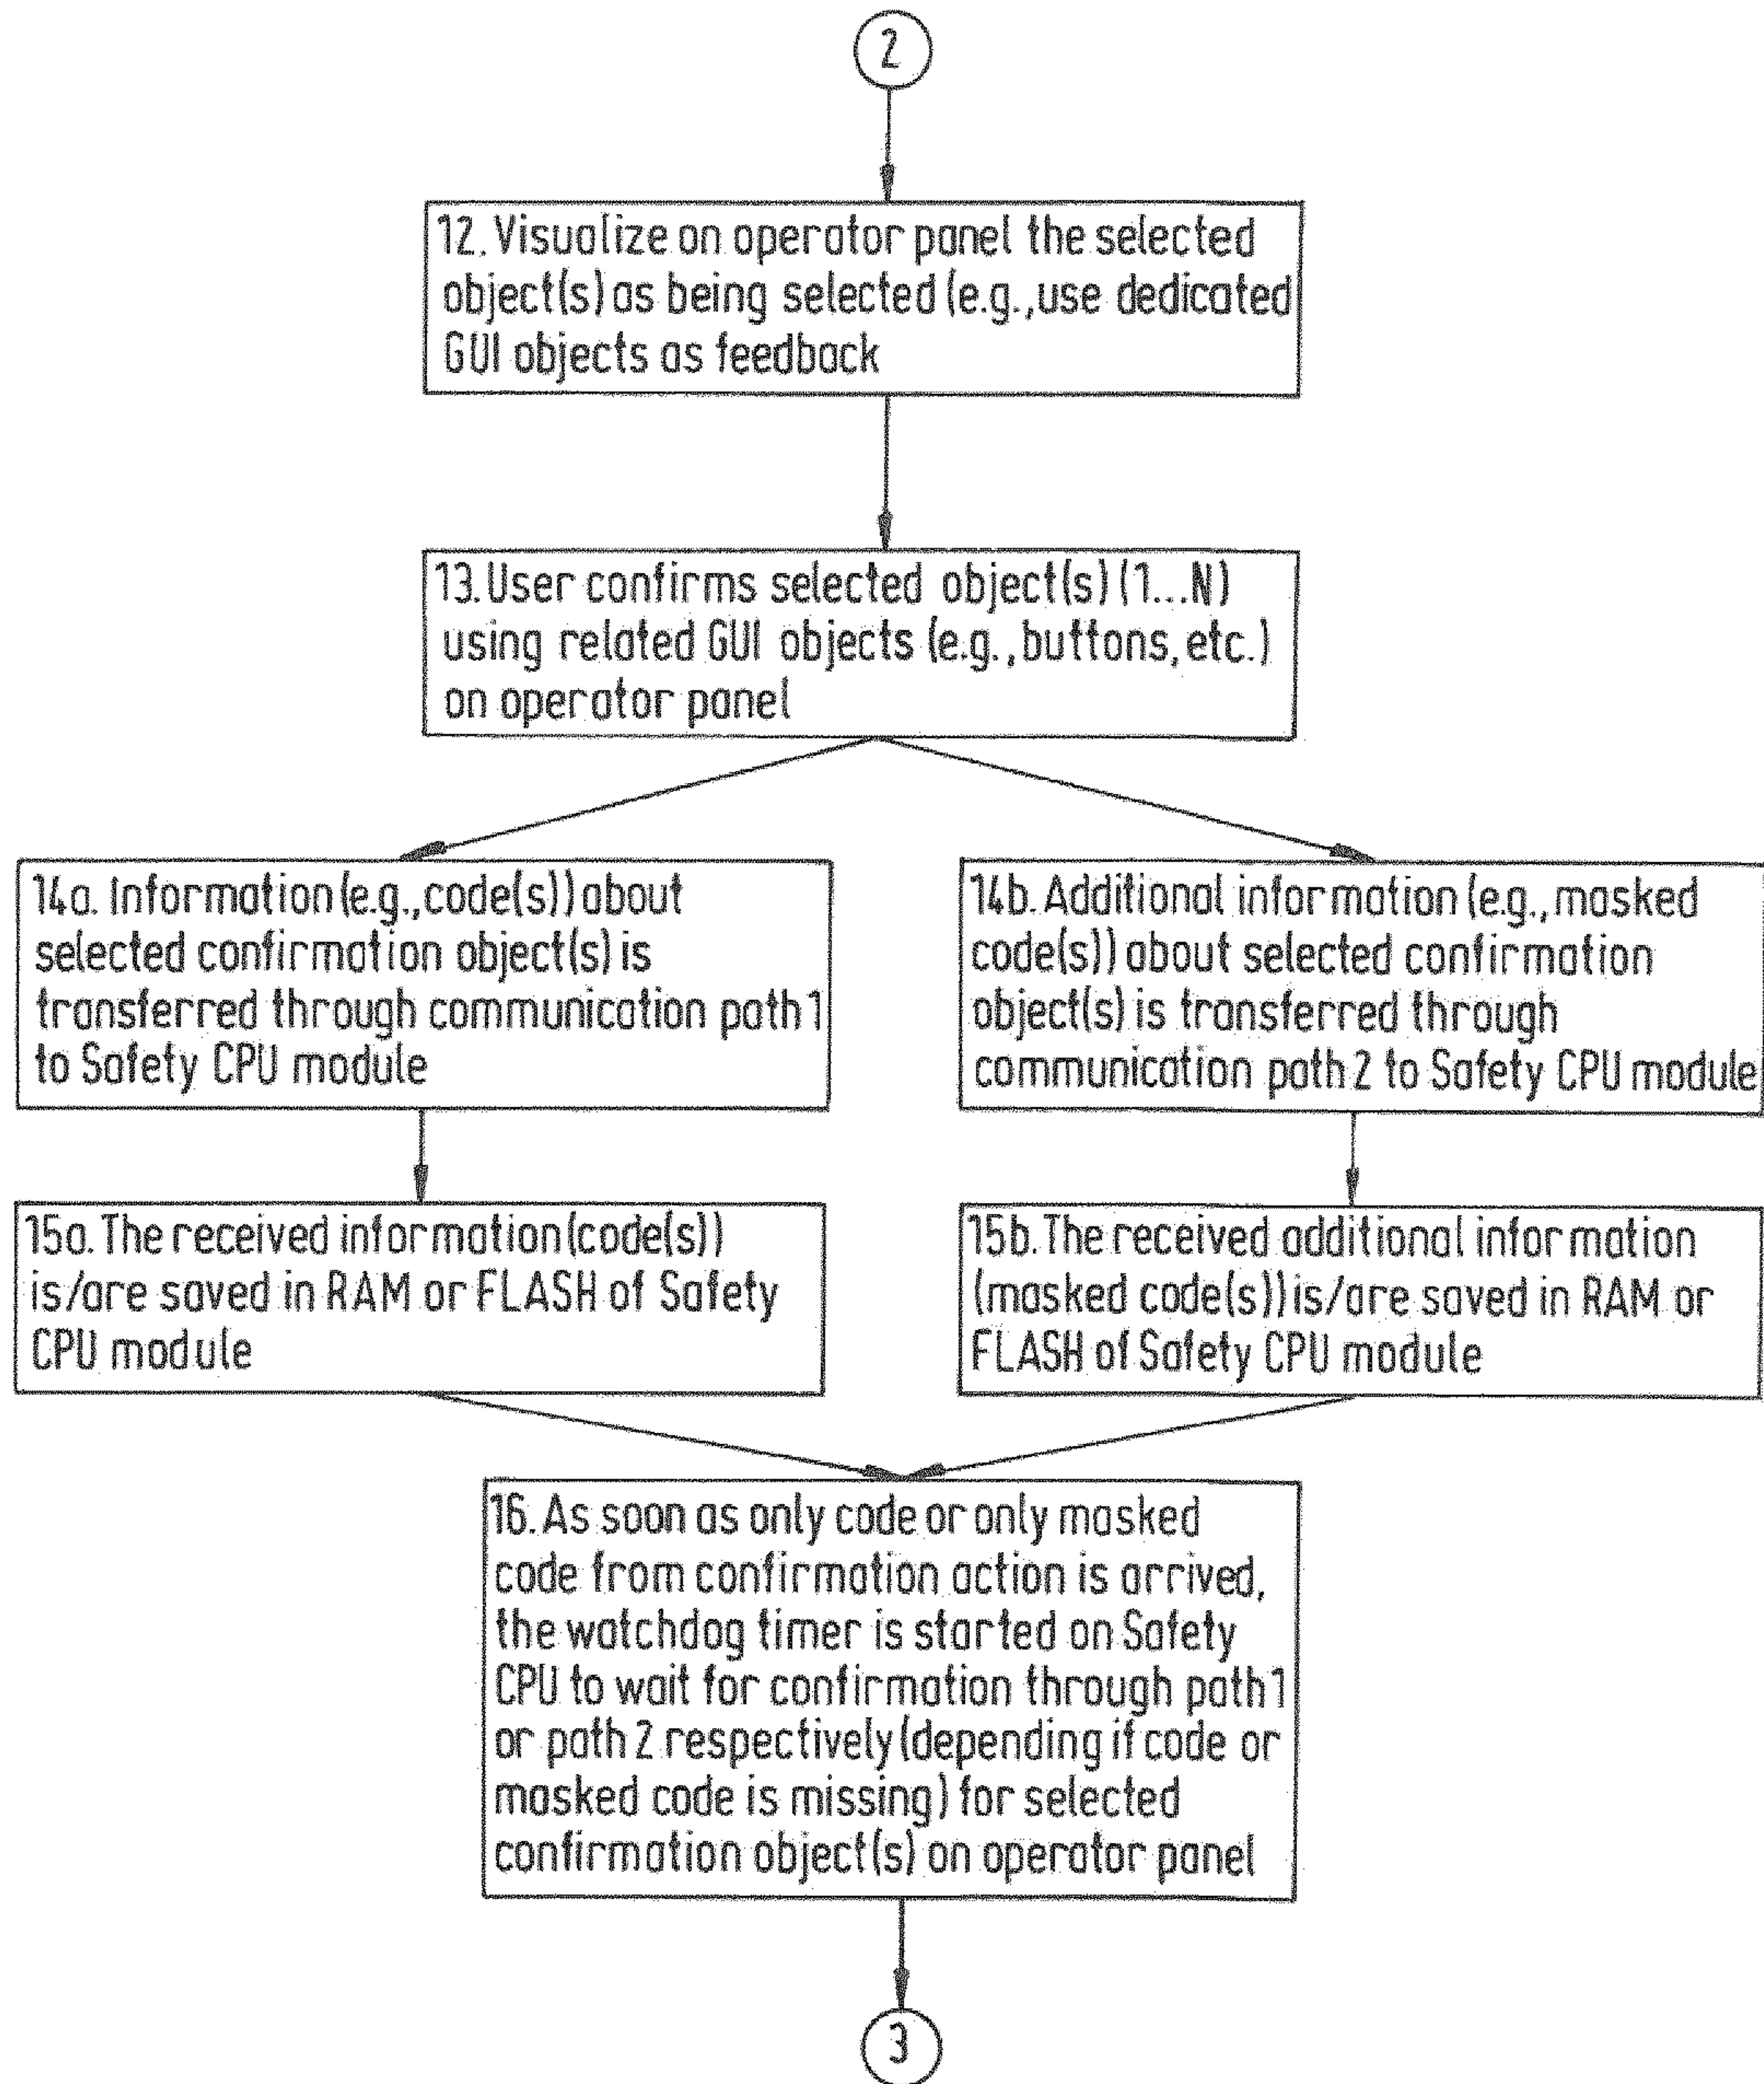 2
12. Visualize on operator panel the selected
object(s) as being selected (e.g., use dedicated
GUI objects as feedback
13. User confirms selected object(s) (1...N)
using related GUI objects (e.g., buttons, etc.)
on operator panel
14a. Information (e.g., code(s)) about
selected confirmation object(s) is
transferred through communication path 1
to Safety CPU module
14b. Additional information (e.g., masked
code(s)) about selected confirmation
object(s) is transferred through
communication path 2 to Safety CPU module
15a. The received information (code(s))
is/are saved in RAM or FLASH of Safety
CPU module
15b. The received additional information
(masked code(s)) is/are saved in RAM or
FLASH of Safety CPU module
16. As soon as only code or only masked
code from confirmation action is arrived,
the watchdog timer is started on Safety
CPU to wait for confirmation through path 1
or path 2 respectively (depending if code or
masked code is missing) for selected
confirmation object(s) on operator panel
3